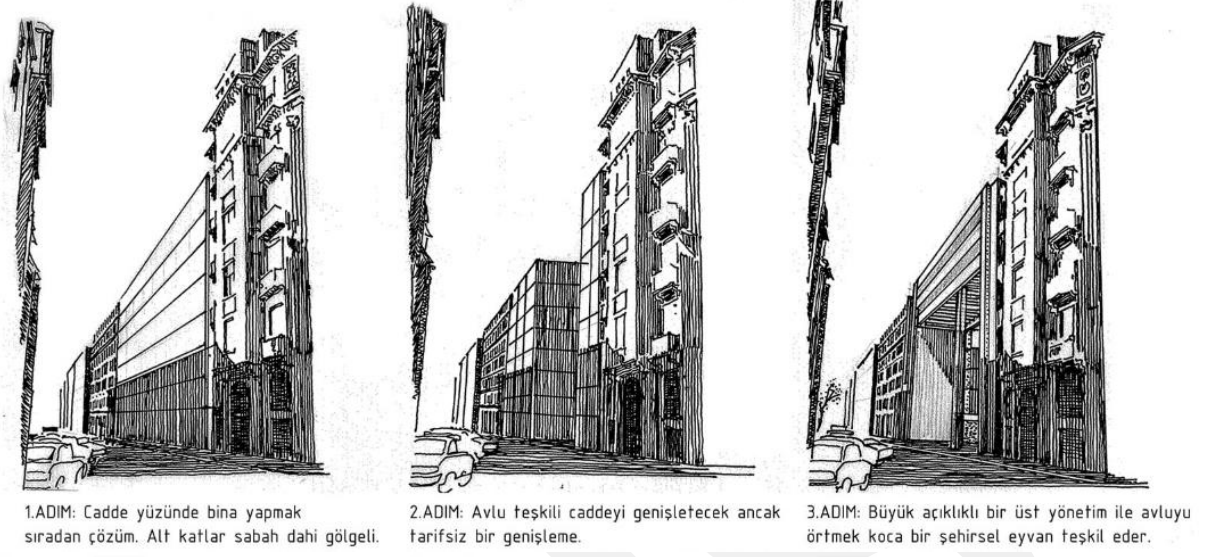 1.ADIM: Cadde yüzünde bina yapmak
sıradan çözüm. Alt katlar sabah dahi gölgeli.
2.ADIM: Avlu teşkili caddeyi genişletecek ancak
tarifsiz bir genişleme.
3.ADIM: Büyük açıklıklı bir üst yönetim ile avluyu
örtmek koca bir şehirsel eyvan teşkil eder.